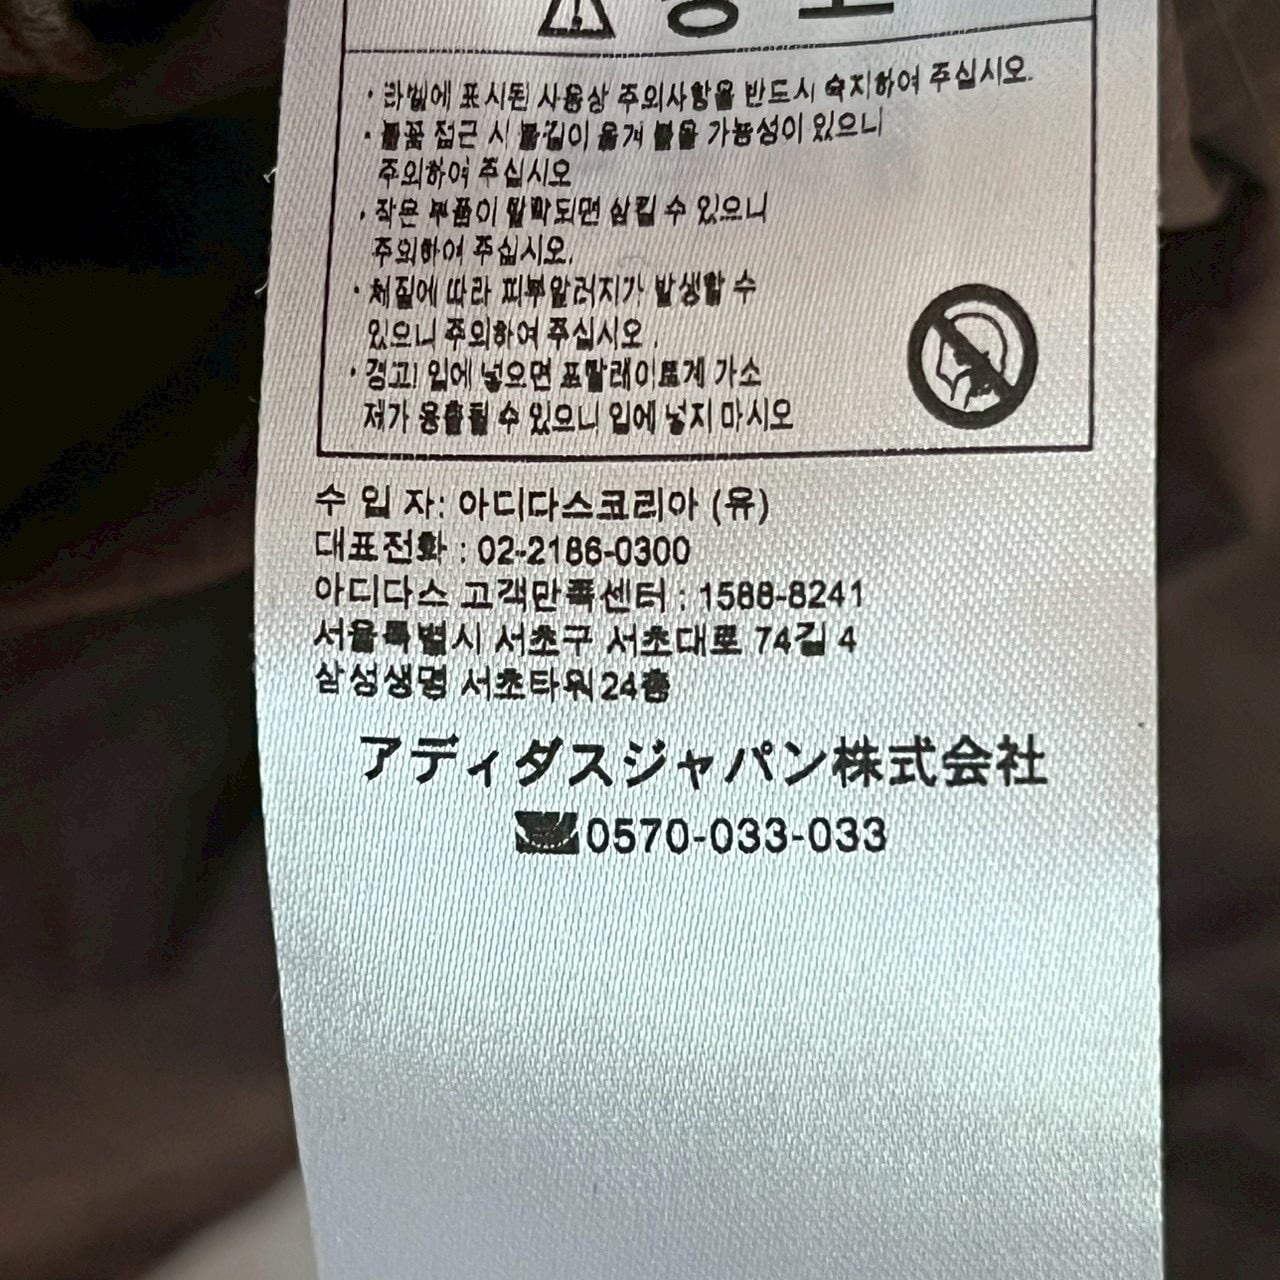 경고
· 라벨에 표시된 사용상 주의사항을 반드시 숙지하여 주십시오.
· 불꽃 접근 시 불길이 옮겨 붙을 가능성이 있으니
주의하여 주십시오
· 작은 부품이 탈락되면 삼킬 수 있으니
주의하여 주십시오.
· 체질에 따라 피부알러지가 발생할 수
있으니 주의하여 주십시오.
· 경고! 입에 넣으면 프탈레이트계 가소
제가 용출될 수 있으니 입에 넣지 마시오
수 입 자: 아디다스코리아 (유)
대표전화 : 02-2186-0300
아디다스 고객만족센터 : 1588-8241
서울특별시 서초구 서초대로 74길 4
삼성생명 서초타워24층
アディダスジャパン株式会社
0570-033-033